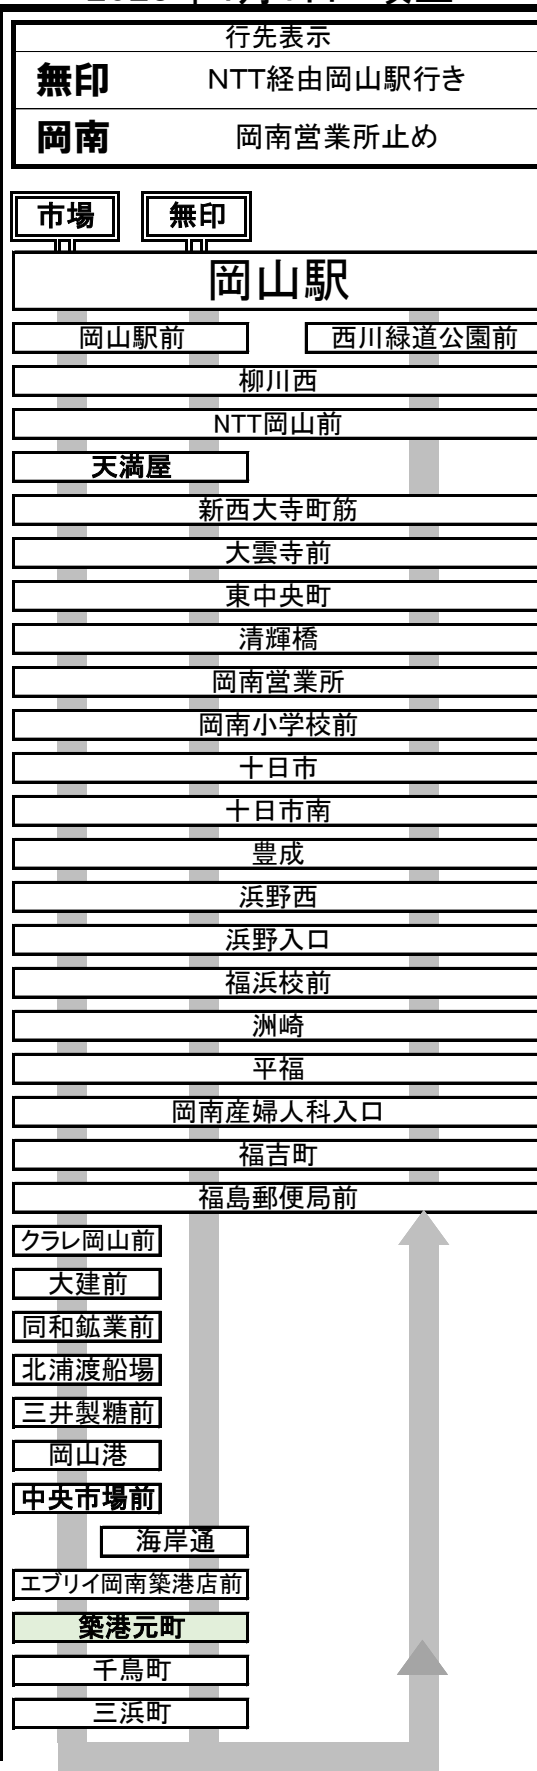 行先表示
無印 NTT経由岡山駅行き
岡南 岡南営業所止め
市場 無印
岡山駅
岡山駅前 西川緑道公園前
柳川西
NTT岡山前
天満屋
新西大寺町筋
大雲寺前
東中央町
清輝橋
岡南営業所
岡南小学校前
十日市
十日市南
豊成
浜野西
浜野入口
福浜校前
洲崎
平福
岡南産婦人科入口
福吉町
福島郵便局前
クラレ岡山前
大建前
同和鉱業前
北浦渡船場
三井製糖前
岡山港
中央市場前
海岸通
エブリイ岡南築港店前
築港元町
千鳥町
三浜町